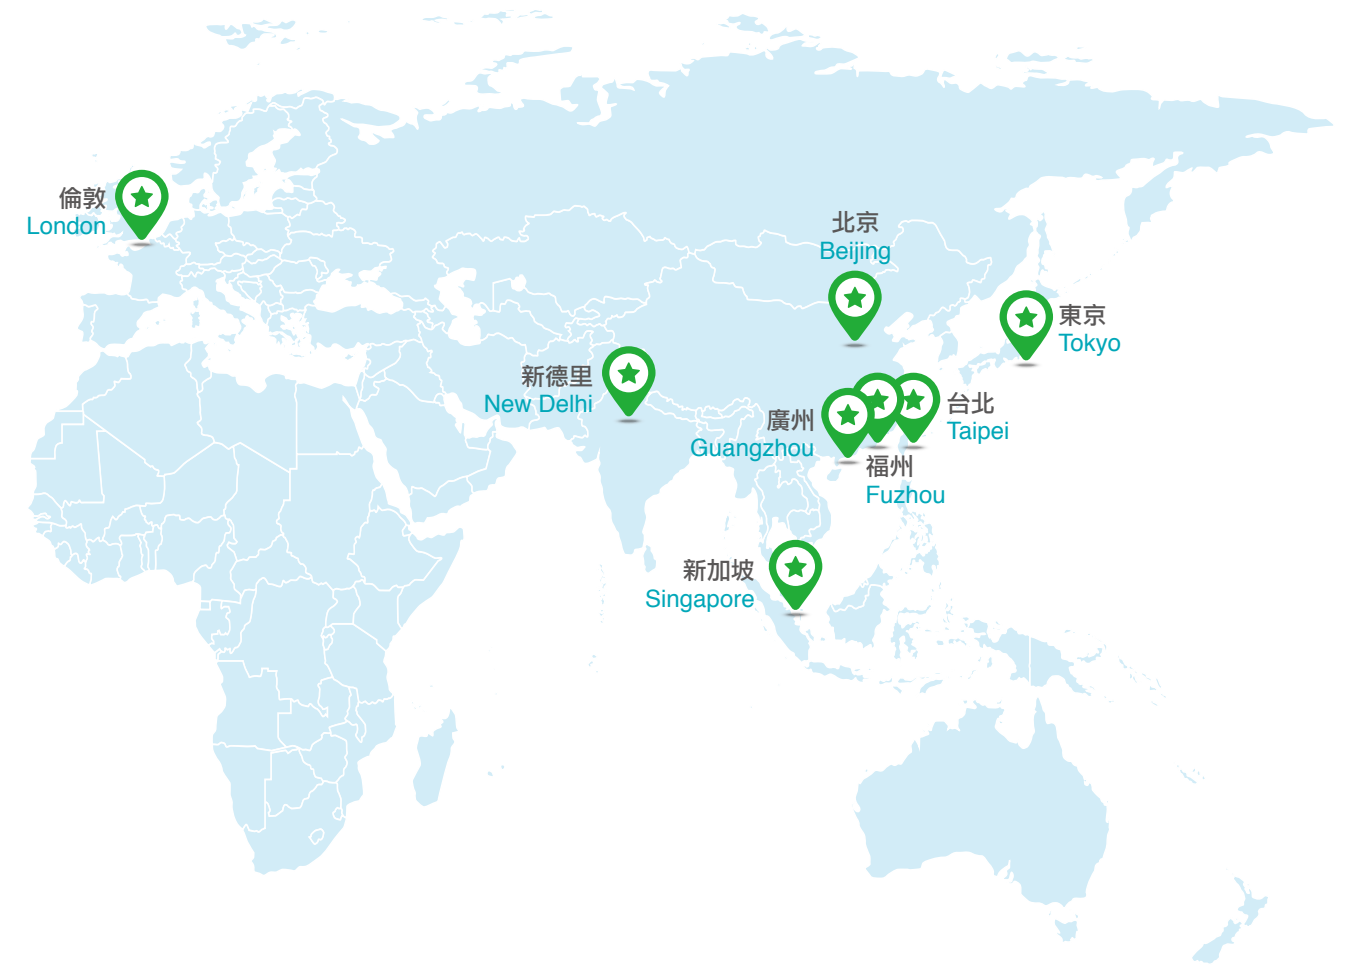 倫敦
London
北京
Beijing
東京
Tokyo
新德里
New Delhi
廣州
Guangzhou
台北
Taipei
福州
Fuzhou
新加坡
Singapore